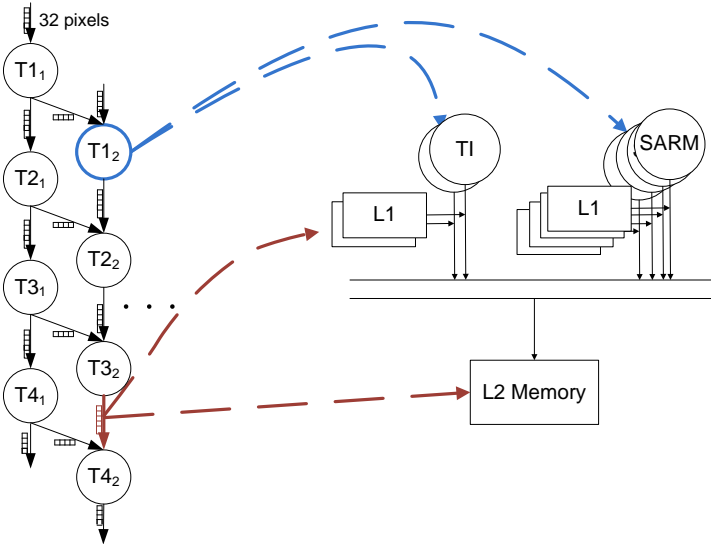 32 pixels
T1₁
T1₂
T2₁
T2₂
T3₁
T3₂
T4₁
T4₂
. . .
TI
SARM
L1
L1
L2 Memory